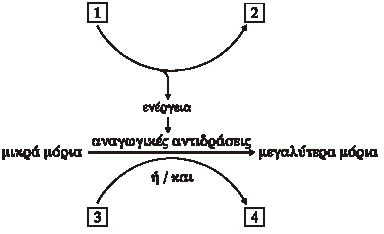 1 2
ενέργεια
αναγωγικές αντιδράσεις
μικρά μόρια μεγαλύτερα μόρια
ή / και
3 4